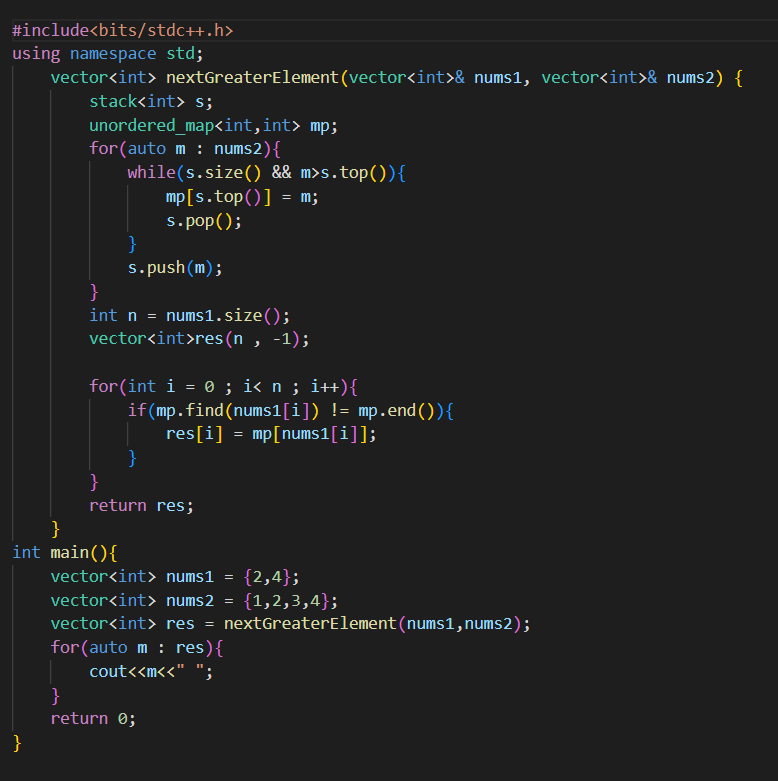 #include<bits/stdc++.h>
using namespace std;
    vector<int> nextGreaterElement(vector<int>& nums1, vector<int>& nums2) {
        stack<int> s;
        unordered_map<int,int> mp;
        for(auto m : nums2){
            while(s.size() && m>s.top()){
                mp[s.top()] = m;
                s.pop();
            }
            s.push(m);
        }
        int n = nums1.size();
        vector<int>res(n , -1);

        for(int i = 0 ; i< n ; i++){
            if(mp.find(nums1[i]) != mp.end()){
                res[i] = mp[nums1[i]];
            }
        }
        return res;
    }
int main(){
    vector<int> nums1 = {2,4};
    vector<int> nums2 = {1,2,3,4};
    vector<int> res = nextGreaterElement(nums1,nums2);
    for(auto m : res){
        cout<<m<<" ";
    }
    return 0;
}